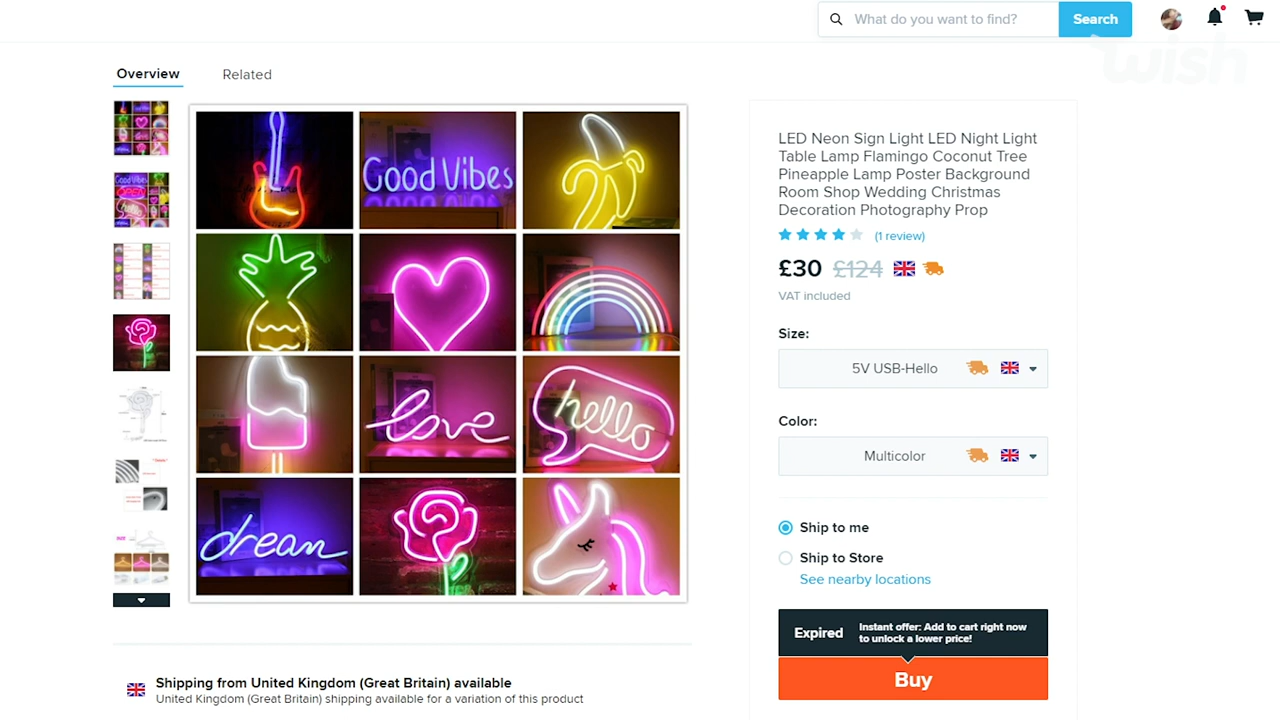 What do you want to find?
Search
wish
Overview
Related
Good Vibes
love
hello
dream
LED Neon Sign Light LED Night Light
Table Lamp Flamingo Coconut Tree
Pineapple Lamp Poster Background
Room Shop Wedding Christmas
Decoration Photography Prop
(1 review)
£30 £124
VAT included
Size:
5V USB-Hello
Color:
Multicolor
Ship to me
Ship to Store
See nearby locations
Expired
Instant offer: Add to cart right now
to unlock a lower price!
Buy
Shipping from United Kingdom (Great Britain) available
United Kingdom (Great Britain) shipping available for a variation of this product